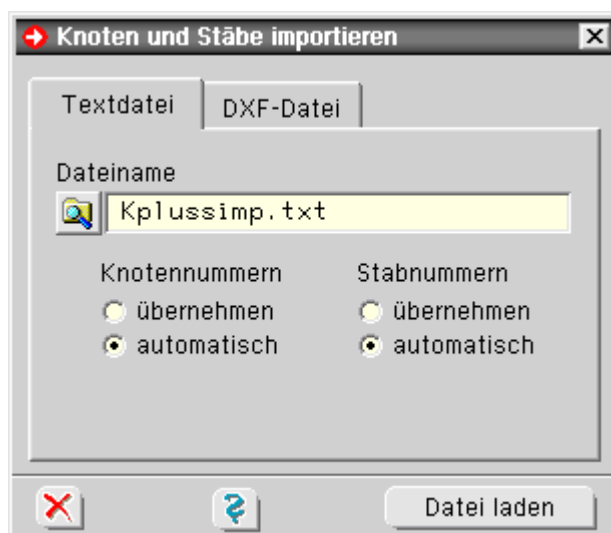 Knoten und Stäbe importieren
Textdatei
DXF-Datei
Dateiname
Kplussimp.txt
Knotennummern
Stabnummern
übernehmen
übernehmen
automatisch
automatisch
Datei laden